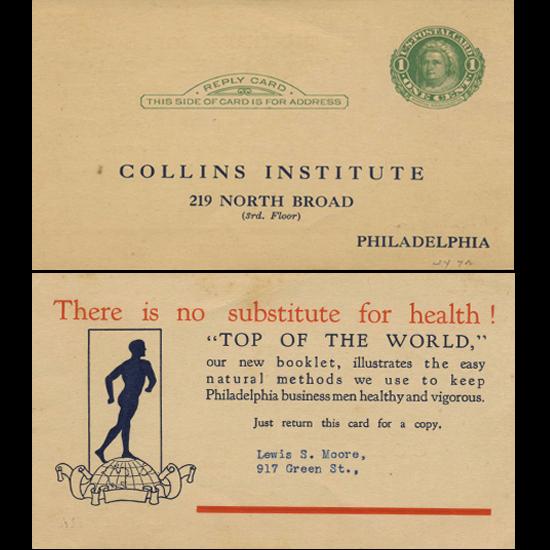 U.S. POSTAL CARD
1 1
ONE CENT
REPLY CARD
THIS SIDE OF CARD IS FOR ADDRESS
COLLINS INSTITUTE
219 NORTH BROAD
(3rd. Floor)
PHILADELPHIA
There is no substitute for health !
“TOP OF THE WORLD,”
our new booklet, illustrates the easy
natural methods we use to keep
Philadelphia business men healthy and vigorous.
Just return this card for a copy.
Lewis S. Moore,
917 Green St.,